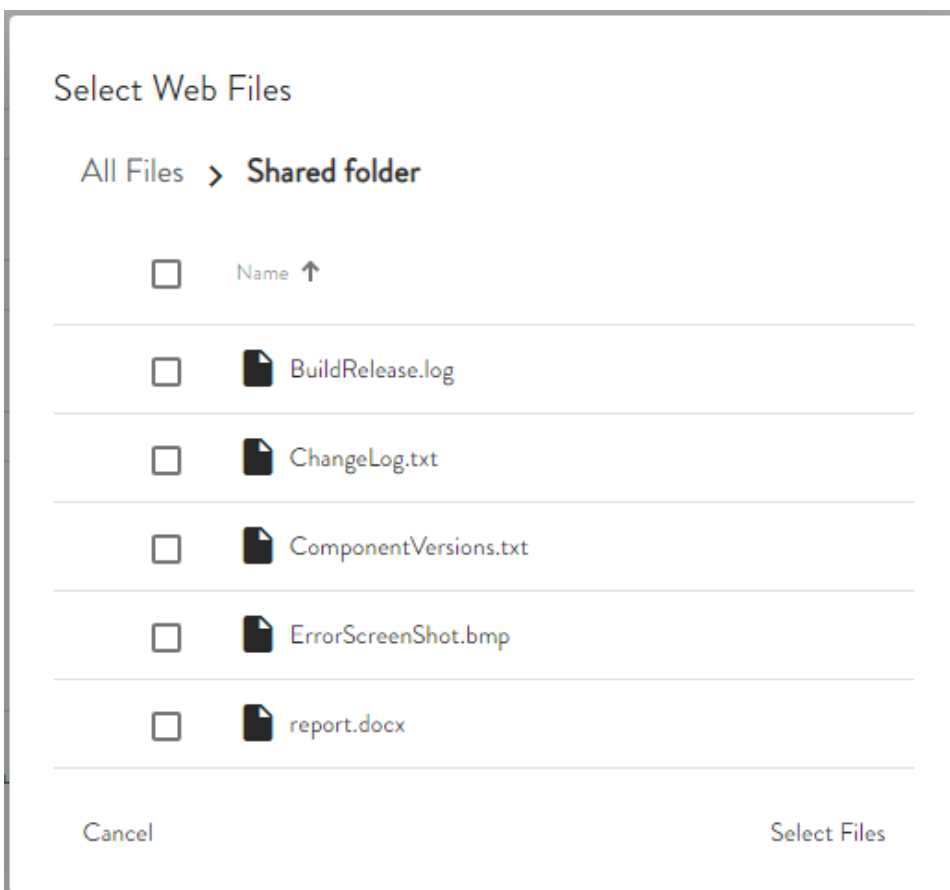 Select Web Files
All Files > Shared folder
Name ↑
BuildRelease.log
ChangeLog.txt
ComponentVersions.txt
ErrorScreenShot.bmp
report.docx
Cancel Select Files